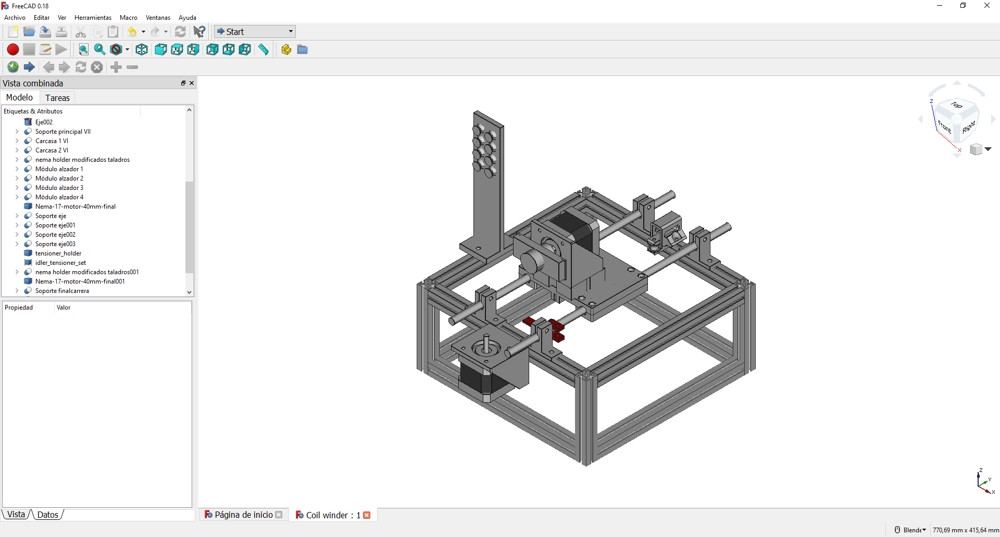 FreeCAD 0.18
Archivo Editar Ver Herramientas Macro Ventanas Ayuda
Start
Vista combinada
Modelo Tareas
Etiquetas & Atributos
Eje002
Soporte principal VII
Carcasa 1 VI
Carcasa 2 VI
nema holder modificados taladros
Módulo alzador 1
Módulo alzador 2
Módulo alzador 3
Módulo alzador 4
Nema-17-motor-40mm-final
Soporte eje
Soporte eje001
Soporte eje002
Soporte eje003
tensioner_holder
idler_tensioner_set
nema holder modificados taladros001
Nema-17-motor-40mm-final001
Soporte finalcarrera
Propiedad Valor
Vista Datos
Z
Top
Front Right
X
Z
Y
X
Página de inicio
Coil winder : 1
Blende 770,69 mm x 415,64 mm